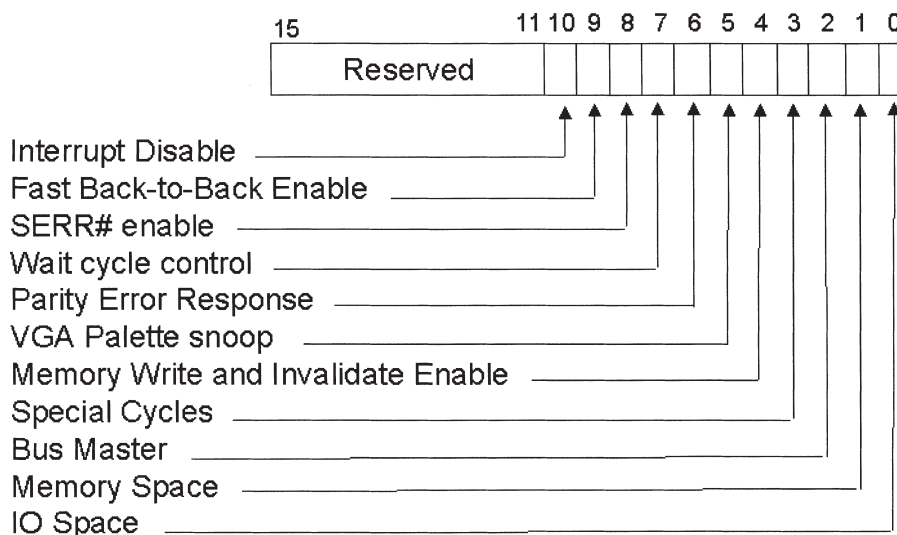 15 11 10 9 8 7 6 5 4 3 2 1 0
Reserved
Interrupt Disable
Fast Back-to-Back Enable
SERR# enable
Wait cycle control
Parity Error Response
VGA Palette snoop
Memory Write and Invalidate Enable
Special Cycles
Bus Master
Memory Space
IO Space